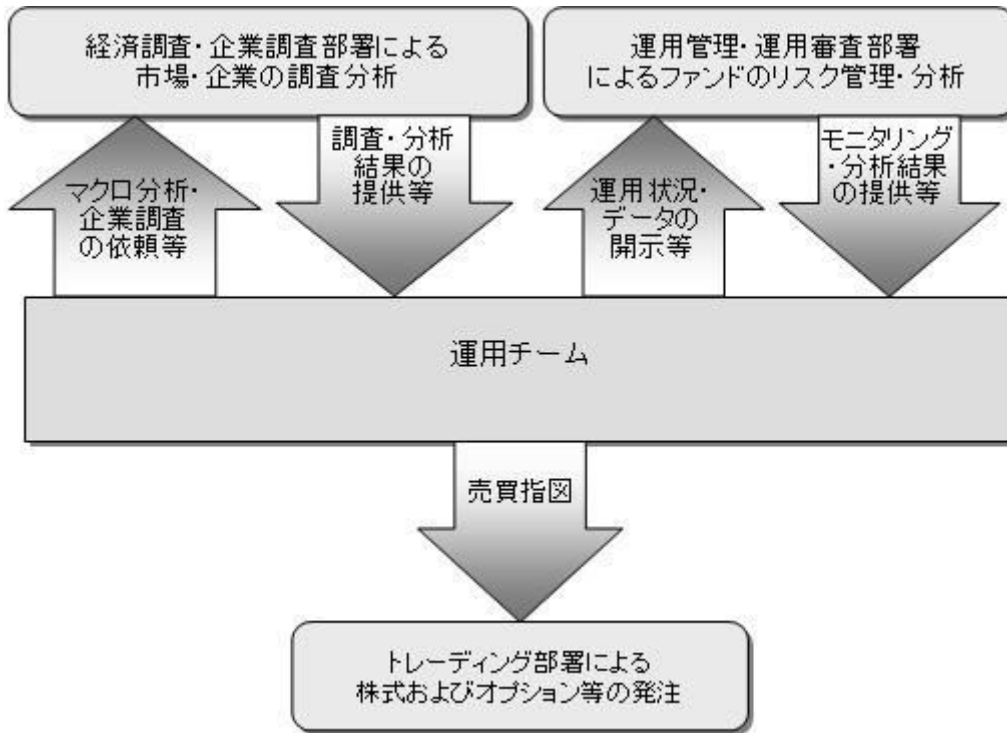 経済調査・企業調査部署による
市場・企業の調査分析
運用管理・運用審査部署
によるファンドのリスク管理・分析
マクロ分析・
企業調査
の依頼等
調査・分析
結果の
提供等
運用状況・
データの
開示等
モニタリング
・分析結果
の提供等
運用チーム
売買指図
トレーディング部署による
株式およびオプション等の発注